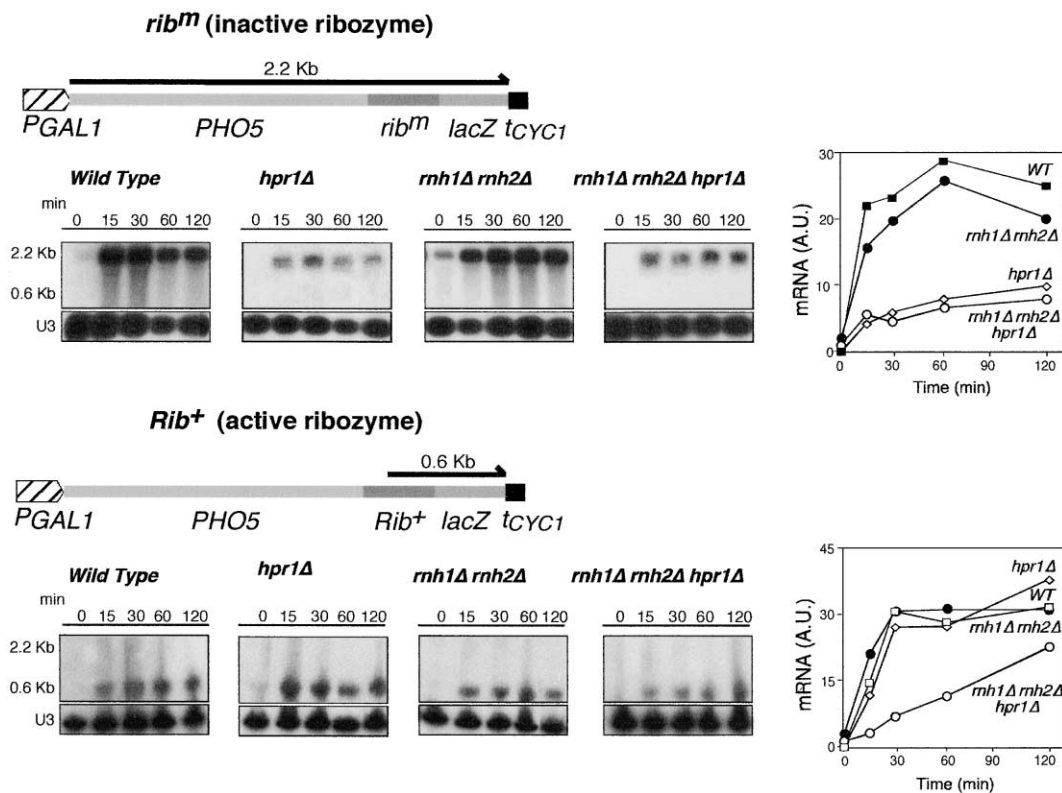 rib^m (inactive ribozyme)
2.2 Kb
PGAL1 PHO5 rib^m lacZ tCYC1
Wild Type hpr1Δ rnh1Δ rnh2Δ rnh1Δ rnh2Δ hpr1Δ
min 0 15 30 60 120 0 15 30 60 120 0 15 30 60 120 0 15 30 60 120
2.2 Kb
0.6 Kb
U3
mRNA (A.U.)
30
20
10
0
WT
rnh1Δ rnh2Δ
hpr1Δ
rnh1Δ rnh2Δ
hpr1Δ
0 30 60 90 120
Time (min)
Rib+ (active ribozyme)
0.6 Kb
PGAL1 PHO5 Rib+ lacZ tCYC1
Wild Type hpr1Δ rnh1Δ rnh2Δ rnh1Δ rnh2Δ hpr1Δ
min 0 15 30 60 120 0 15 30 60 120 0 15 30 60 120 0 15 30 60 120
2.2 Kb
0.6 Kb
U3
mRNA (A.U.)
45
30
15
0
hpr1Δ
WT
rnh1Δ rnh2Δ
rnh1Δ rnh2Δ
hpr1Δ
0 30 60 90 120
Time (min)